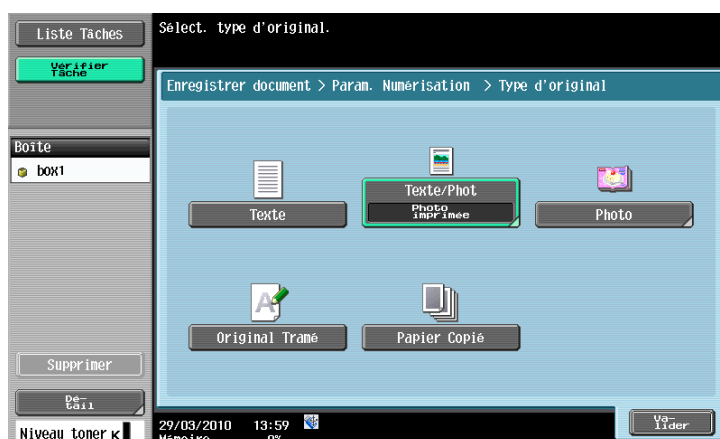 Liste Tâches
Vérifier
Tâche
Sélect. type d'original.
Enregistrer document > Param. Numérisation > Type d'original
Boîte
box1
Texte
Texte/Phot
Photo
imprimée
Photo
Original Tramé
Papier Copié
Supprimer
Dé-
tail
Niveau toner K
29/03/2010 13:59
Mémoire 0%
Va-
lider